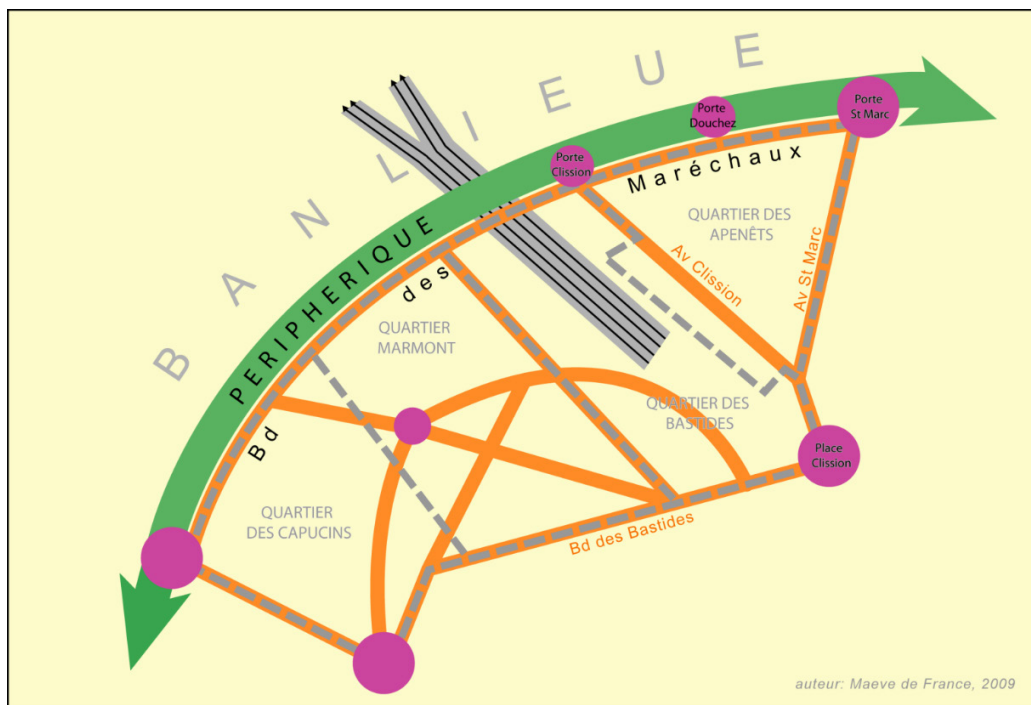 BANLIEUE
PERIPHERIQUE
Bd des Maréchaux
Porte
Clission
Porte
Douchez
Porte
St Marc
QUARTIER DES
APENÊTS
Av Clission
Av St Marc
QUARTIER
MARMONT
QUARTIER DES
BASTIDES
Place
Clission
QUARTIER
DES CAPUCINS
Bd des Bastides
auteur: Maeve de France, 2009